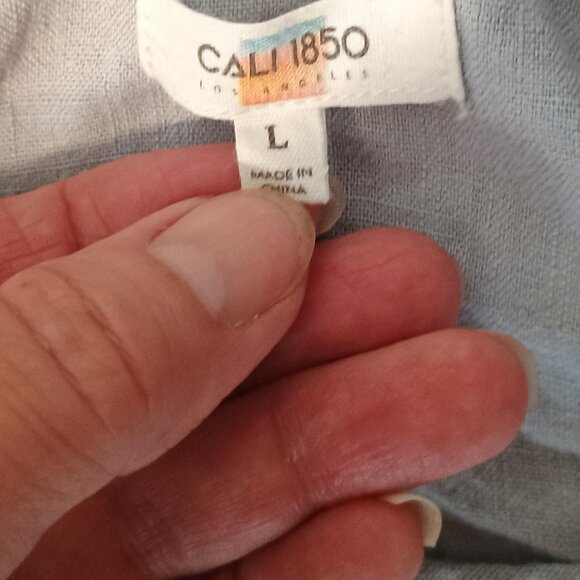 CALI 1850
LOS ANGELES
L
MADE IN
CHINA